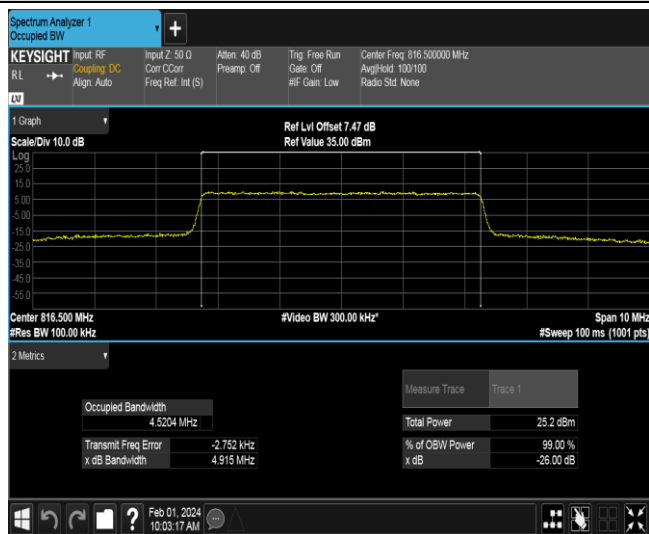 Spectrum Analyzer 1
Occupied BW
KEYSIGHT
R L
LXI
Input: RF
Coupling: DC
Align: Auto
Input Z: 50 Ω
Corr CCorr
Freq Ref: Int (S)
Atten: 40 dB
Preamp: Off
Trig: Free Run
Gate: Off
#IF Gain: Low
Center Freq: 816.500000 MHz
Avg|Hold: 100/100
Radio Std: None
1 Graph
Scale/Div 10.0 dB
Ref Lvl Offset 7.47 dB
Ref Value 35.00 dBm
Log
25.0
15.0
5.00
-5.00
-15.0
-25.0
-35.0
-45.0
-55.0
Center 816.500 MHz
#Res BW 100.00 kHz
#Video BW 300.00 kHz*
Span 10 MHz
#Sweep 100 ms (1001 pts)
2 Metrics
Measure Trace Trace 1
Occupied Bandwidth
4.5204 MHz
Total Power 25.2 dBm
Transmit Freq Error -2.752 kHz
% of OBW Power 99.00 %
x dB Bandwidth 4.915 MHz
x dB -26.00 dB
?
Feb 01, 2024
10:03:17 AM